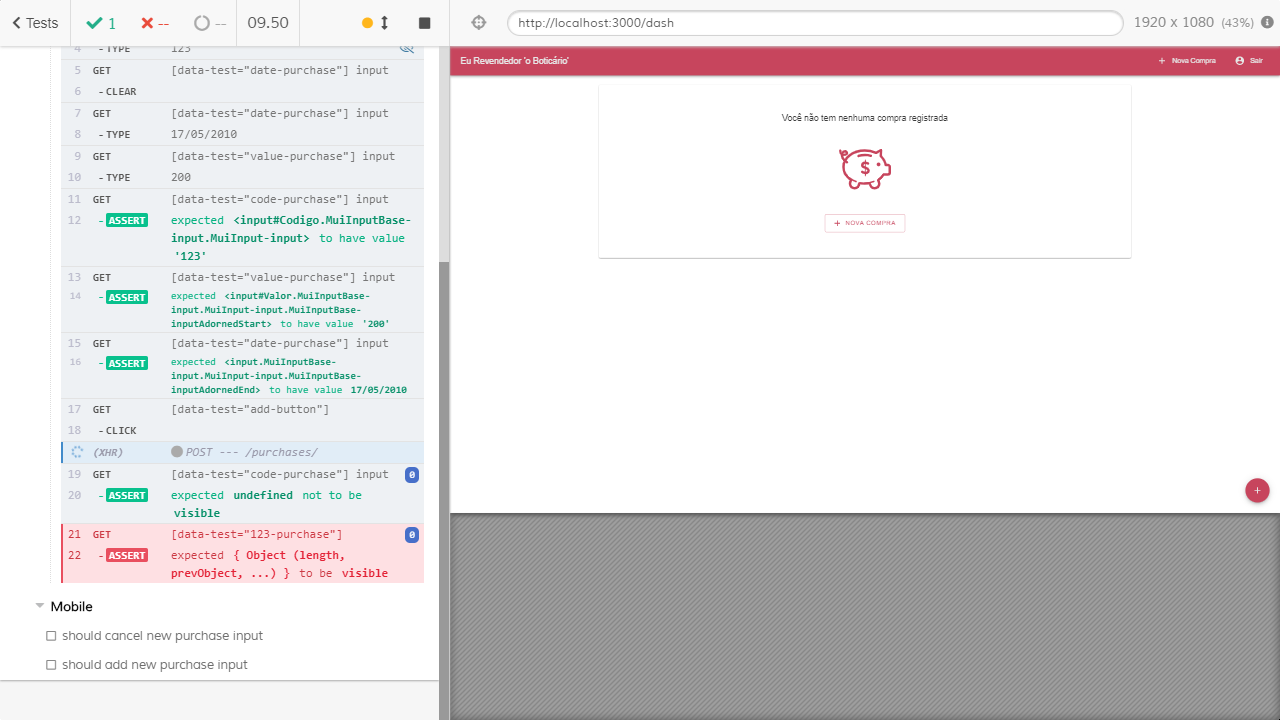 Tests
1
--
--
09.50
http://localhost:3000/dash
1920 x 1080 (43%)
4 - TYPE 123
5 GET [data-test="date-purchase"] input
6 - CLEAR
7 GET [data-test="date-purchase"] input
8 - TYPE 17/05/2010
9 GET [data-test="value-purchase"] input
10 - TYPE 200
11 GET [data-test="code-purchase"] input
12 - ASSERT expected <input#Codigo.MuiInputBase-
input.MuiInput-input> to have value
'123'
13 GET [data-test="value-purchase"] input
14 - ASSERT expected <input#Valor.MuiInputBase-
input.MuiInput-input.MuiInputBase-
inputAdornedStart> to have value '200'
15 GET [data-test="date-purchase"] input
16 - ASSERT expected <input.MuiInputBase-
input.MuiInput-input.MuiInputBase-
inputAdornedEnd> to have value 17/05/2010
17 GET [data-test="add-button"]
18 - CLICK
(XHR) POST --- /purchases/
19 GET [data-test="code-purchase"] input 0
20 - ASSERT expected undefined not to be
visible
21 GET [data-test="123-purchase"] 0
22 - ASSERT expected { Object (length,
prevObject, ...) } to be visible
Mobile
should cancel new purchase input
should add new purchase input
Eu Revendedor 'o Boticário'
+ Nova Compra
Sair
Você não tem nenhuma compra registrada
$
+ NOVA COMPRA
+